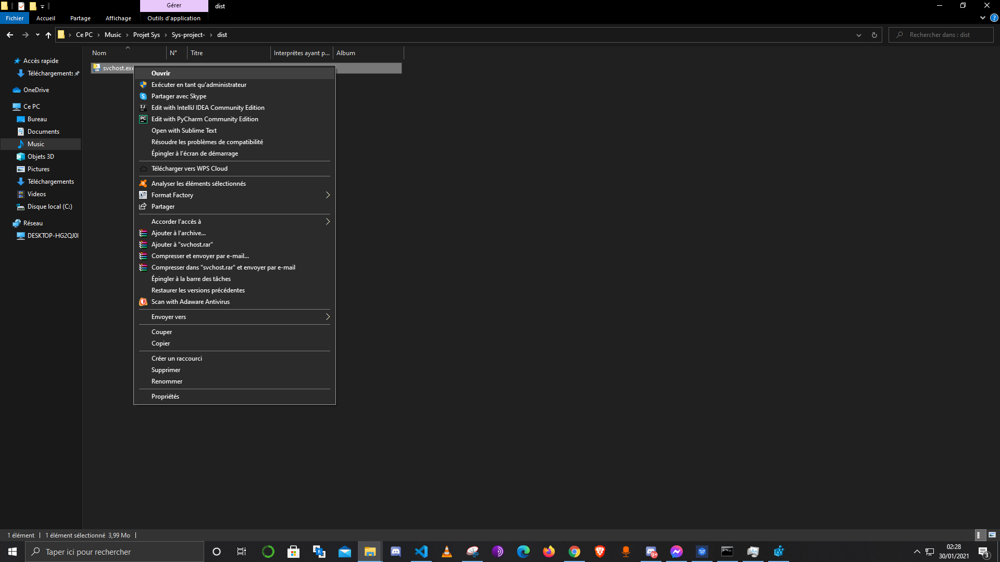 Gérer
dist
Fichier
Accueil
Partage
Affichage
Outils d'application
?
Ce PC
Music
Projet Sys
Sys-project-
dist
Rechercher dans : dist
Nom
N°
Titre
Interprètes ayant p...
Album
Accès rapide
Téléchargements
OneDrive
Ce PC
Bureau
Documents
Music
Objets 3D
Pictures
Téléchargements
Videos
Disque local (C:)
Réseau
svchost.exe
Ouvrir
Exécuter en tant qu'administrateur
Partager avec Skype
Edit with IntelliJ IDEA Community Edition
Edit with PyCharm Community Edition
Open with Sublime Text
Résoudre les problèmes de compatibilité
Épingler à l'écran de démarrage
Télécharger vers WPS Cloud
Analyser les éléments sélectionnés
Format Factory
Partager
Accorder l'accès à
Ajouter à l'archive...
Ajouter à "svchost.rar"
Compresser et envoyer par e-mail...
Compresser dans "svchost.rar" et envoyer par e-mail
Épingler à la barre des tâches
Restaurer les versions précédentes
Scan with Adaware Antivirus
Envoyer vers
Couper
Copier
Créer un raccourci
Supprimer
Renommer
Propriétés
1 élément
1 élément sélectionné 3,99 Mo
Taper ici pour rechercher
9+
02:28
30/01/2021
3